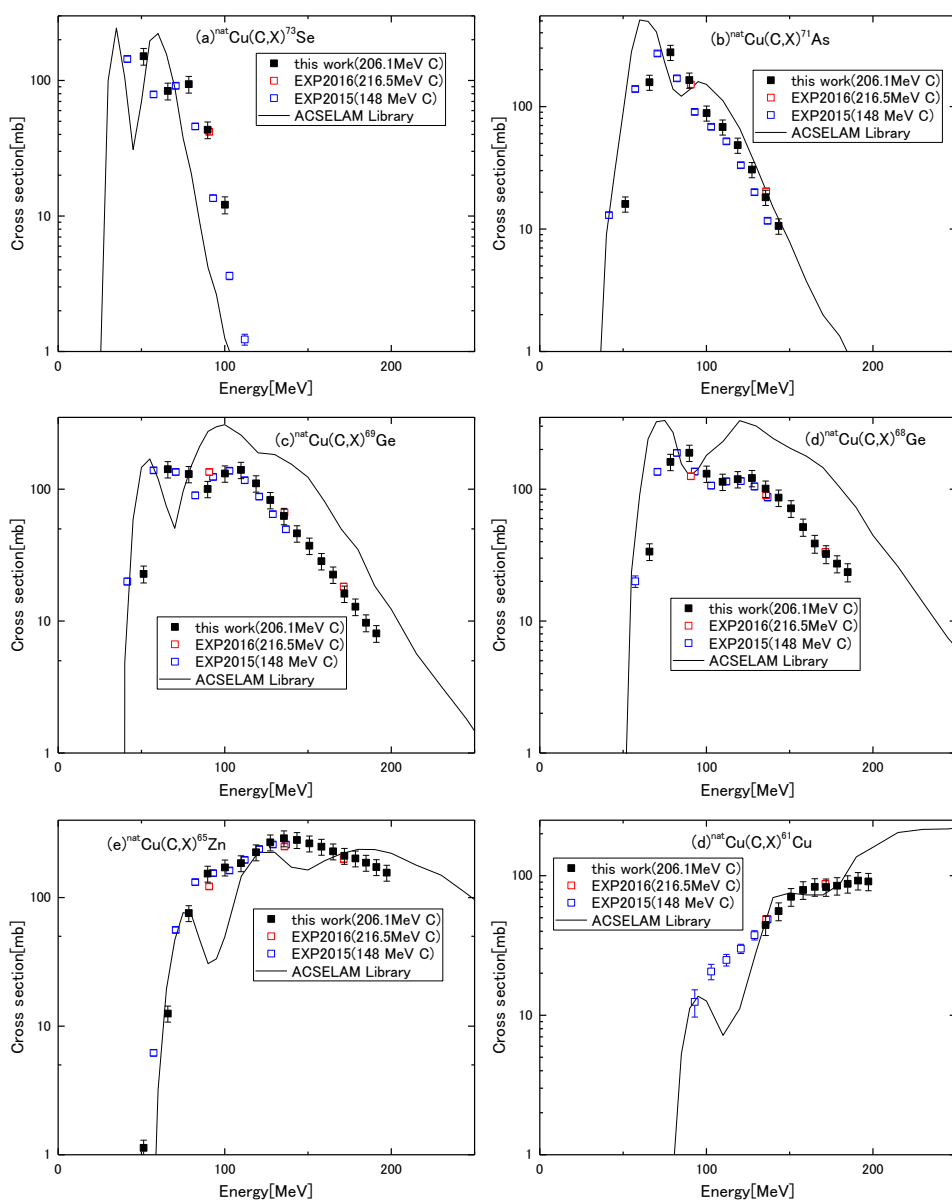 (a)ⁿᵃᵗCu(C,X)⁷³Se
this work(206.1MeV C)
EXP2016(216.5MeV C)
EXP2015(148 MeV C)
ACSELAM Library
Cross section[mb]
100
10
1
0 100 200
Energy[MeV]
(b)ⁿᵃᵗCu(C,X)⁷¹As
this work(206.1MeV C)
EXP2016(216.5MeV C)
EXP2015(148 MeV C)
ACSELAM Library
Cross section[mb]
100
10
1
0 100 200
Energy[MeV]
(c)ⁿᵃᵗCu(C,X)⁶⁹Ge
this work(206.1MeV C)
EXP2016(216.5MeV C)
EXP2015(148 MeV C)
ACSELAM Library
Cross section[mb]
100
10
1
0 100 200
Energy[MeV]
(d)ⁿᵃᵗCu(C,X)⁶⁸Ge
this work(206.1MeV C)
EXP2016(216.5MeV C)
EXP2015(148 MeV C)
ACSELAM Library
Cross section[mb]
100
10
1
0 100 200
Energy[MeV]
(e)ⁿᵃᵗCu(C,X)⁶⁵Zn
this work(206.1MeV C)
EXP2016(216.5MeV C)
EXP2015(148 MeV C)
ACSELAM Library
Cross section[mb]
100
10
1
0 100 200
Energy[MeV]
(d)ⁿᵃᵗCu(C,X)⁶¹Cu
this work(206.1MeV C)
EXP2016(216.5MeV C)
EXP2015(148 MeV C)
ACSELAM Library
Cross section[mb]
100
10
1
0 100 200
Energy[MeV]